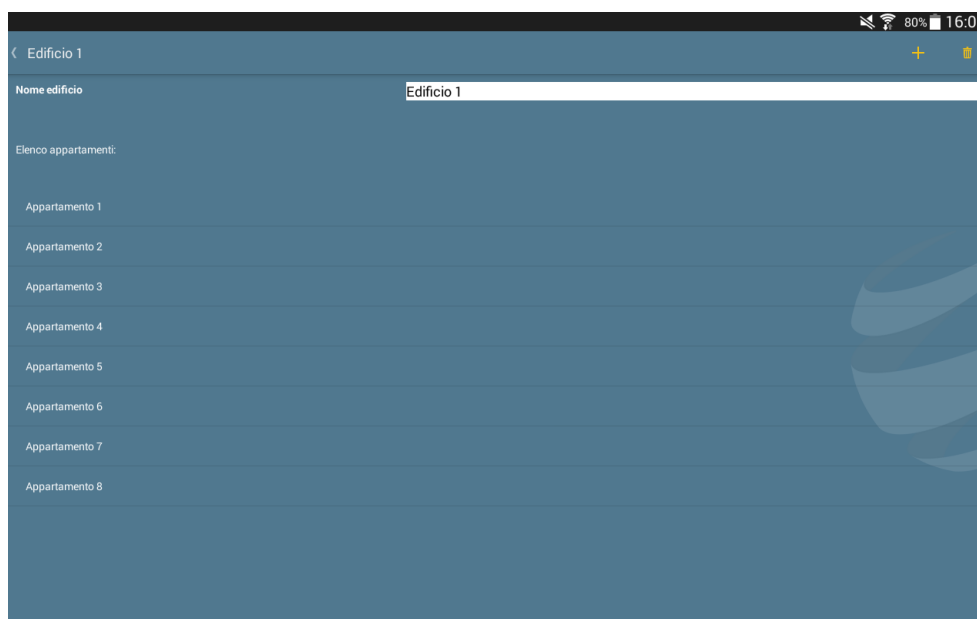 80% 16:0
Edificio 1
Nome edificio Edificio 1
Elenco appartamenti:
Appartamento 1
Appartamento 2
Appartamento 3
Appartamento 4
Appartamento 5
Appartamento 6
Appartamento 7
Appartamento 8